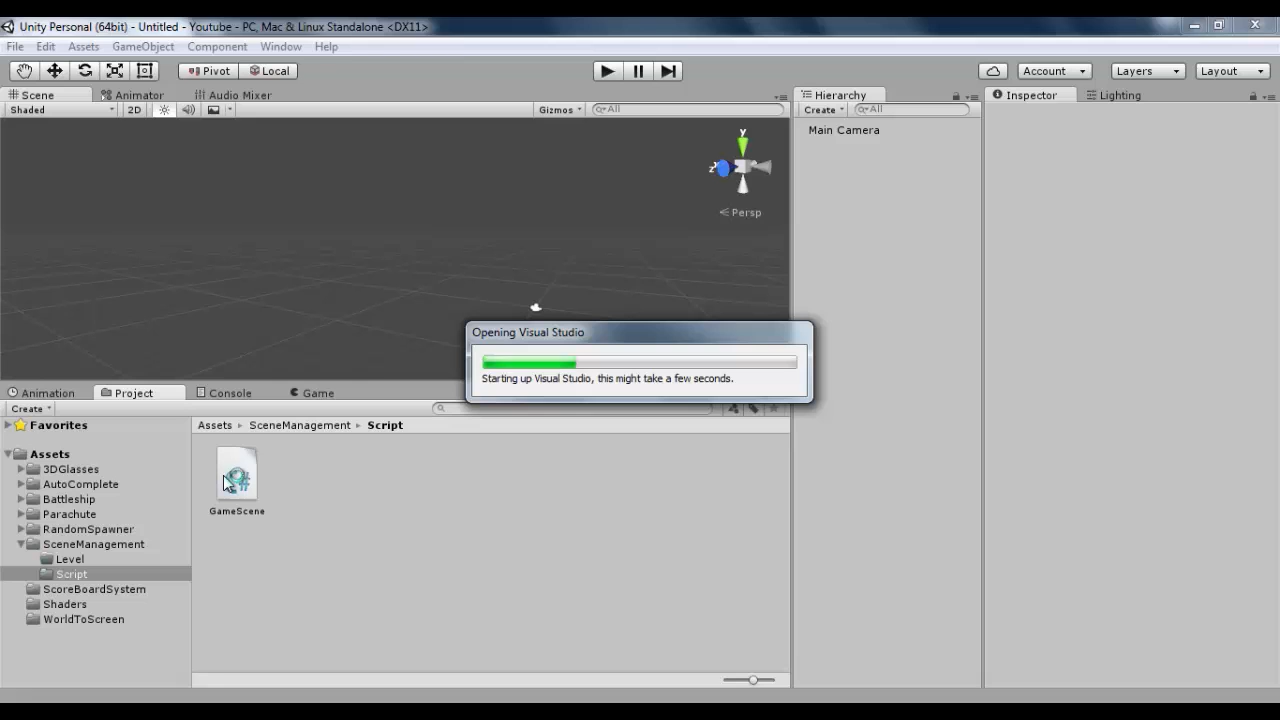 Unity Personal (64bit) - Untitled - Youtube - PC, Mac & Linux Standalone <DX11>
File Edit Assets GameObject Component Window Help
Pivot Local Account Layers Layout
Scene Animator Audio Mixer Hierarchy Inspector Lighting
Shaded 2D Gizmos All Create All
Main Camera
y
z
Persp
Opening Visual Studio
Starting up Visual Studio, this might take a few seconds.
Animation Project Console Game
Create
Favorites Assets SceneManagement Script
Assets
3DGlasses
AutoComplete
Battleship
Parachute GameScene
RandomSpawner
SceneManagement
Level
Script
ScoreBoardSystem
Shaders
WorldToScreen